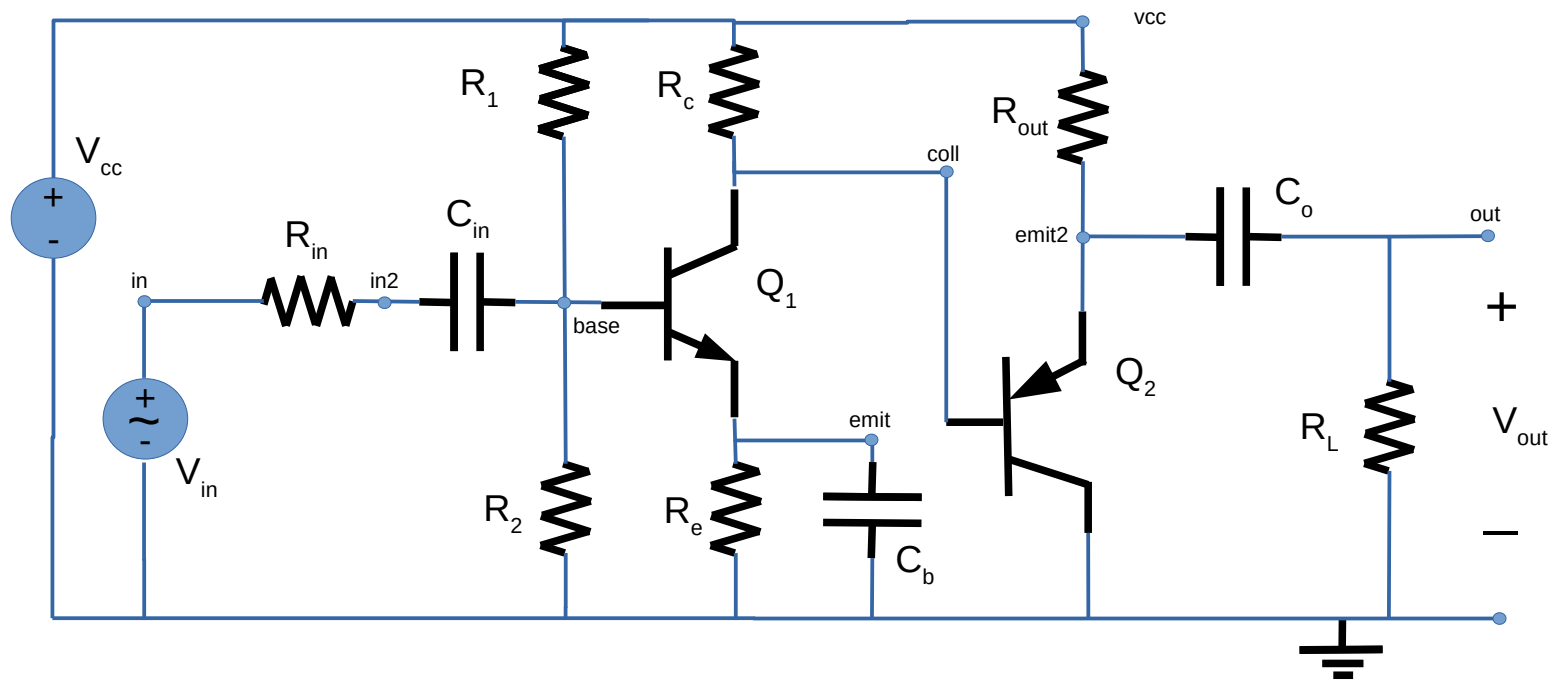 vcc
R1
Rc
Rout
Vcc
+
-
coll
Co
out
Cin
Rin
emit2
in
in2
Q1
+
base
Q2
+
~
-
emit
Vin
RL
Vout
R2
Re
Cb
–